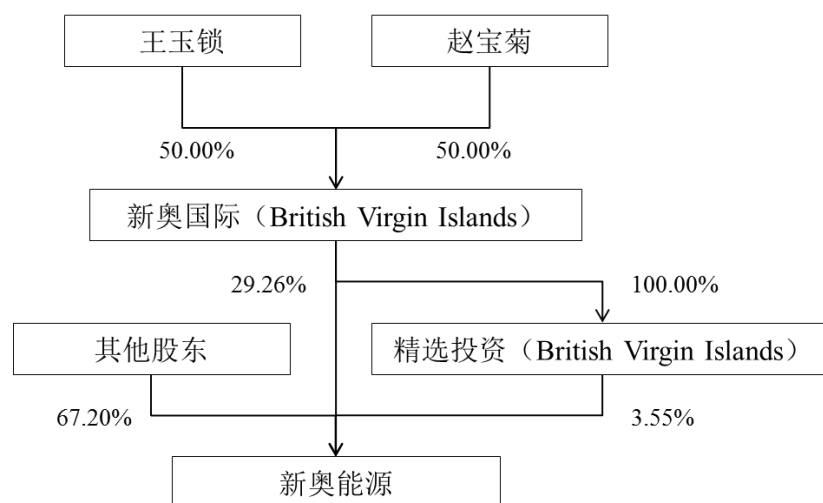 王玉锁
赵宝菊
50.00%
50.00%
新奥国际（British Virgin Islands）
29.26%
100.00%
其他股东
精选投资（British Virgin Islands）
67.20%
3.55%
新奥能源